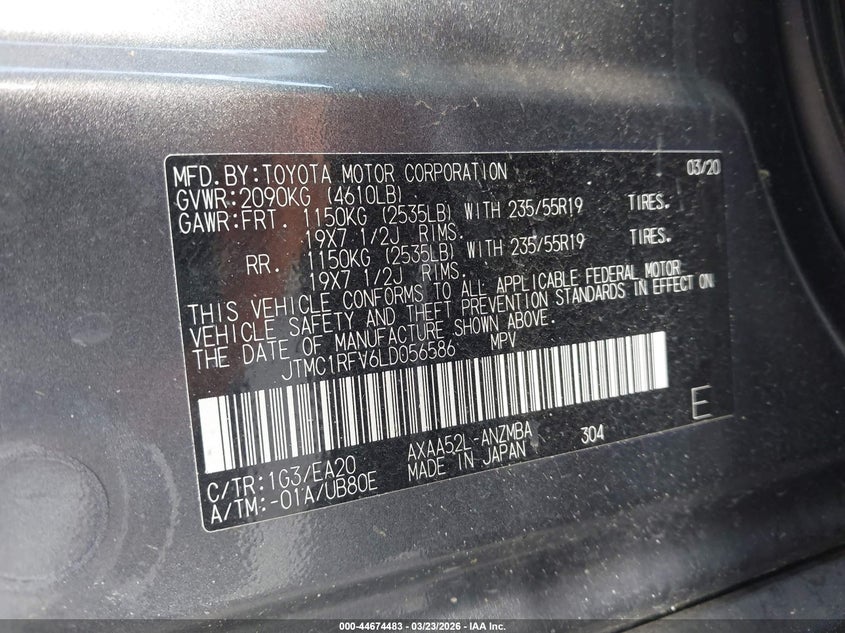 MFD.BY:TOYOTA MOTOR CORPORATION 03/20
GVWR:2090KG (4610LB)
GAWR:FRT. 1150KG (2535LB) WITH 235/55R19 TIRES.
19X7 1/2J RIMS.
RR. 1150KG (2535LB) WITH 235/55R19 TIRES.
19X7 1/2J RIMS.
THIS VEHICLE CONFORMS TO ALL APPLICABLE FEDERAL MOTOR
VEHICLE SAFETY AND THEFT PREVENTION STANDARDS IN EFFECT ON
THE DATE OF MANUFACTURE SHOWN ABOVE.
JTMC1RFV6LD056586 MPV
E
C/TR:1G3/EA20 AXAA52L-ANZMBA 304
A/TM:-01A/UB80E MADE IN JAPAN
000-44674483 - 03/23/2026 - IAA Inc.